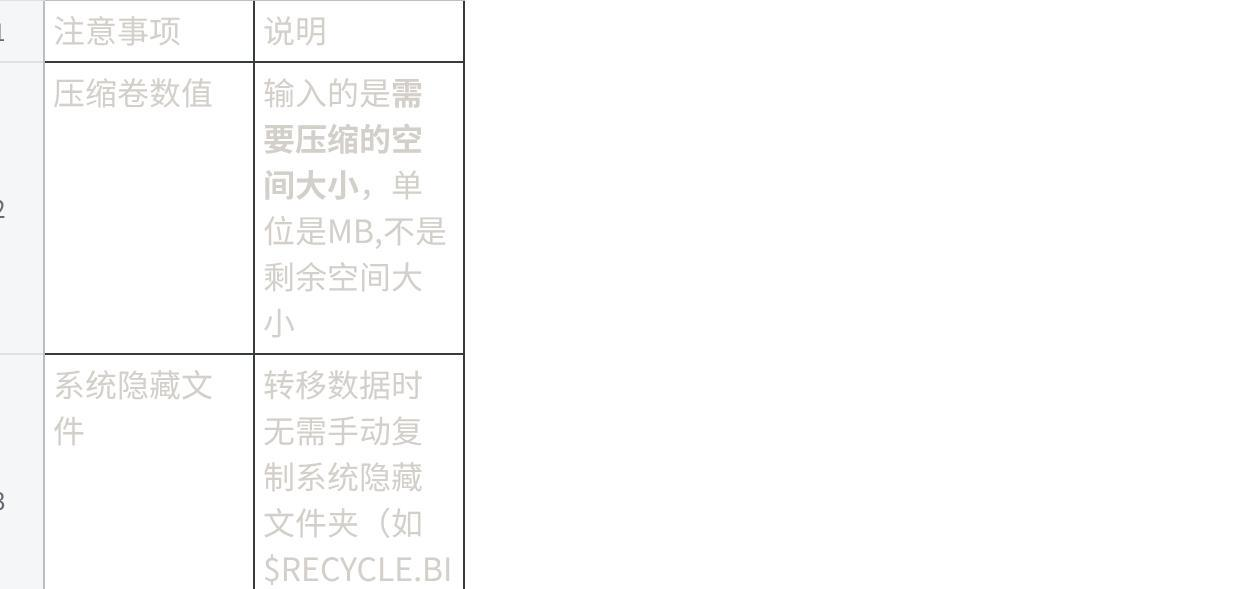 1
注意事项
说明
2
压缩卷数值
输入的是需
要压缩的空
间大小，单
位是MB,不是
剩余空间大
小
3
系统隐藏文
件
转移数据时
无需手动复
制系统隐藏
文件夹（如
$RECYCLE.BI